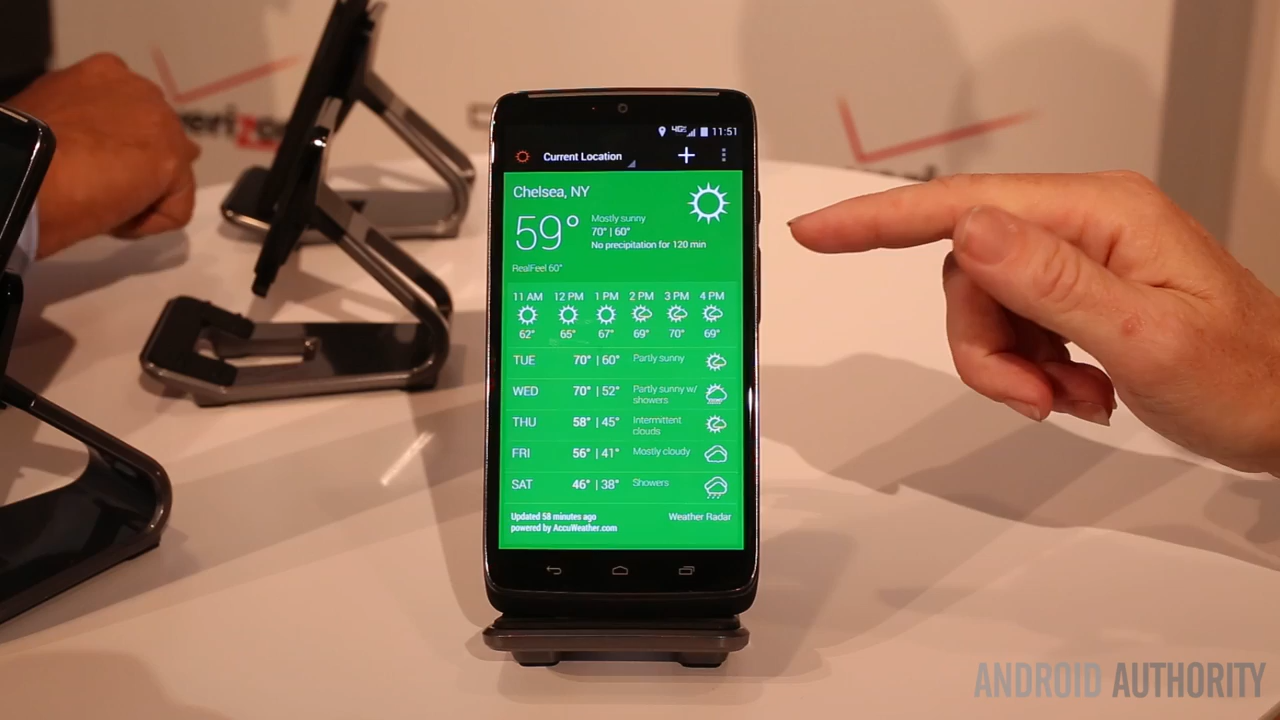 verizon
4G LTE 11:51
Current Location
Chelsea, NY
59°
Mostly sunny
70° | 60°
No precipitation for 120 min
RealFeel 60°
11 AM 12 PM 1 PM 2 PM 3 PM 4 PM
62° 65° 67° 69° 70° 69°
TUE 70° | 60° Partly sunny
WED 70° | 52° Partly sunny w/
showers
THU 58° | 45° Intermittent
clouds
FRI 56° | 41° Mostly cloudy
SAT 46° | 38° Showers
Updated 58 minutes ago Weather Radar
powered by AccuWeather.com
ANDROID AUTHORITY